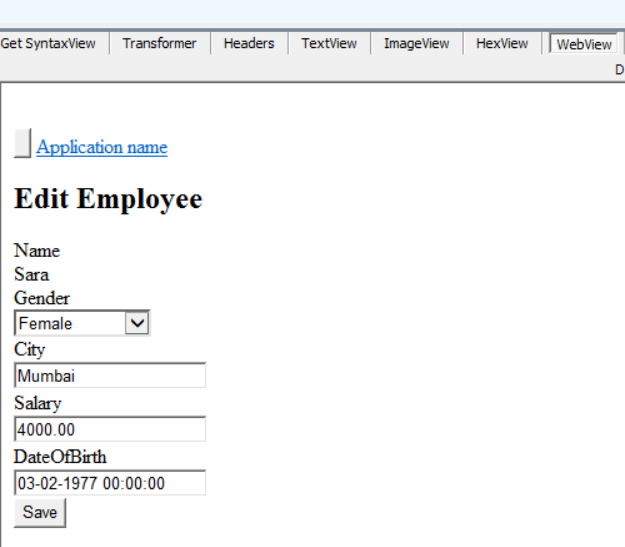 Get SyntaxView Transformer Headers TextView ImageView HexView WebView
D
Application name
Edit Employee
Name
Sara
Gender
Female
City
Mumbai
Salary
4000.00
DateOfBirth
03-02-1977 00:00:00
Save